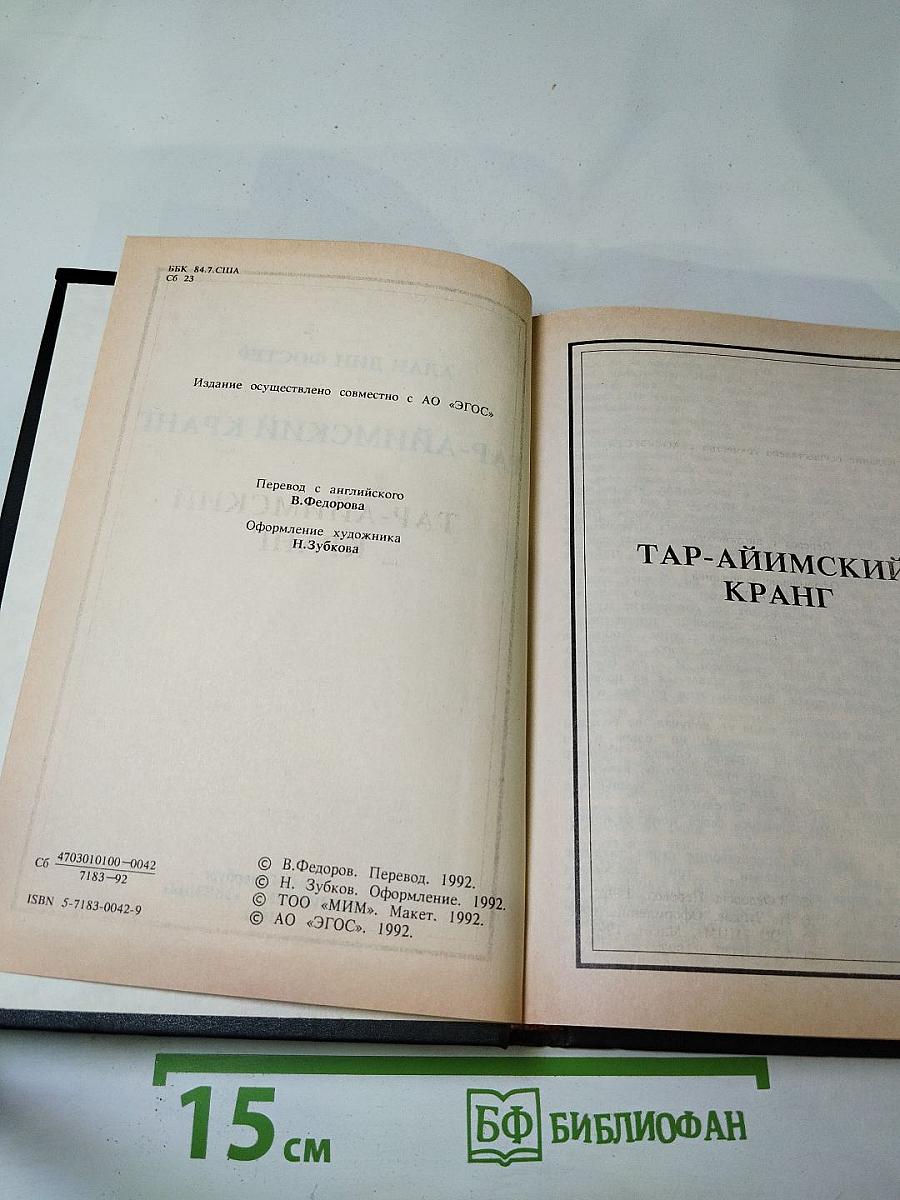 ББК 84.7.США
Сб 23
Издание осуществлено совместно с АО «ЭГОС»
Перевод с английского
В.Федорова
Оформление художника
Н.Зубкова
Сб 4703010100—0042
7183—92
ISBN 5-7183-0042-9
© В.Федоров. Перевод. 1992.
© Н. Зубков. Оформление. 1992.
© ТОО «МИМ». Макет. 1992.
© АО «ЭГОС». 1992.
ТАР-АЙИМСКИЙ
КРАНГ
15 см
БФ БИБЛИОФАН